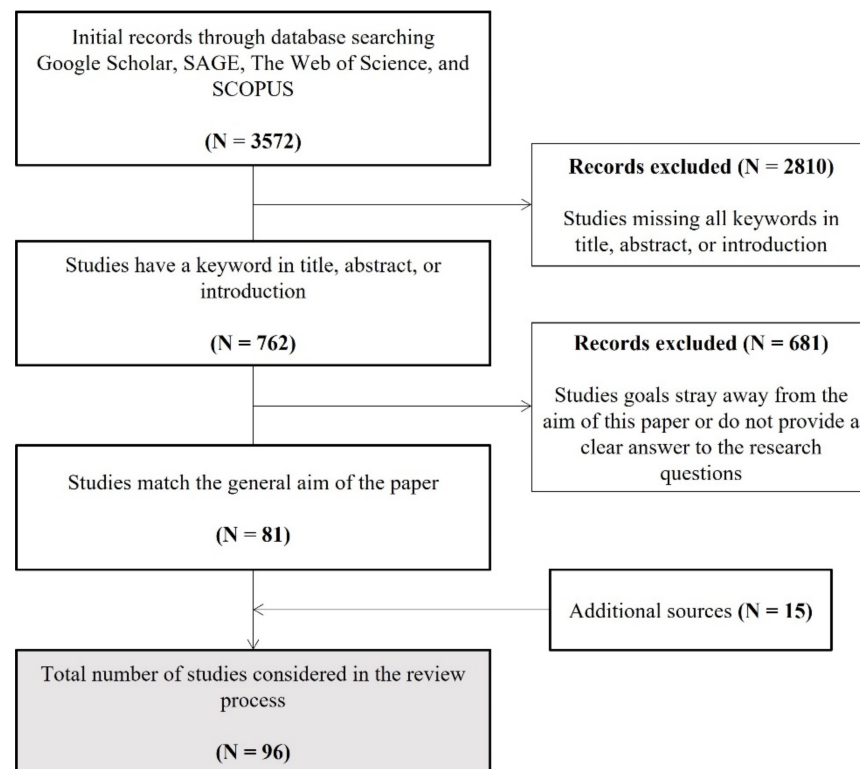 Initial records through database searching
Google Scholar, SAGE, The Web of Science, and
SCOPUS
(N = 3572)
Records excluded (N = 2810)
Studies missing all keywords in
title, abstract, or introduction
Studies have a keyword in title, abstract, or
introduction
(N = 762)
Records excluded (N = 681)
Studies goals stray away from the
aim of this paper or do not provide a
clear answer to the research
questions
Studies match the general aim of the paper
(N = 81)
Additional sources (N = 15)
Total number of studies considered in the review
process
(N = 96)